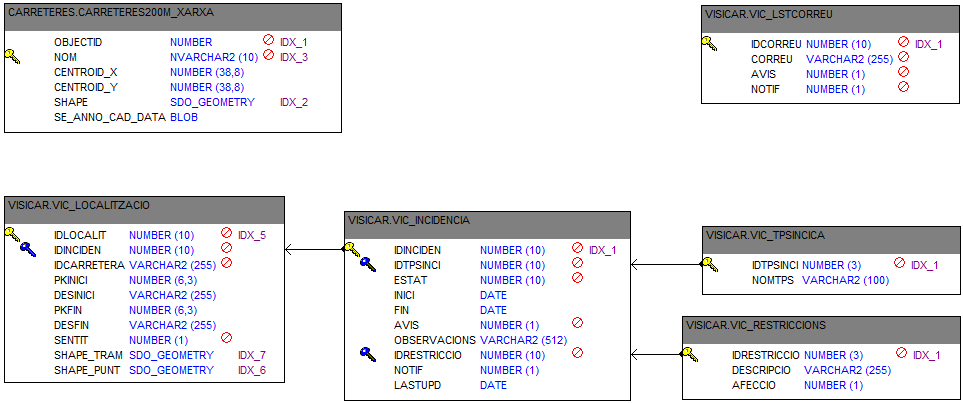 CARRETERES.CARRETERES200M_XARXA
OBJECTID NUMBER IDX_1
NOM NVARCHAR2 (10) IDX_3
CENTROID_X NUMBER (38,8)
CENTROID_Y NUMBER (38,8)
SHAPE SDO_GEOMETRY IDX_2
SE_ANNO_CAD_DATA BLOB
VISICAR.VIC_LSTCORREU
IDCORREU NUMBER (10) IDX_1
CORREU VARCHAR2 (255)
AVIS NUMBER (1)
NOTIF NUMBER (1)
VISICAR.VIC_LOCALITZACIO
IDLOCALIT NUMBER (10) IDX_5
IDINCIDEN NUMBER (10)
IDCARRETERA VARCHAR2 (255)
PKINICI NUMBER (6,3)
DESINICI VARCHAR2 (255)
PKFIN NUMBER (6,3)
DESFIN VARCHAR2 (255)
SENTIT NUMBER (1)
SHAPE_TRAM SDO_GEOMETRY IDX_7
SHAPE_PUNT SDO_GEOMETRY IDX_6
VISICAR.VIC_INCIDENCIA
IDINCIDEN NUMBER (10) IDX_1
IDTPSINCI NUMBER (10)
ESTAT NUMBER (10)
INICI DATE
FIN DATE
AVIS NUMBER (1)
OBSERVACIONS VARCHAR2 (512)
IDRESTRICCIO NUMBER (10)
NOTIF NUMBER (1)
LASTUPD DATE
VISICAR.VIC_TPSINCICA
IDTPSINCI NUMBER (3) IDX_1
NOMTPS VARCHAR2 (100)
VISICAR.VIC_RESTRICCIONS
IDRESTRICCIO NUMBER (3) IDX_1
DESCRIPCIO VARCHAR2 (255)
AFECCIO NUMBER (1)